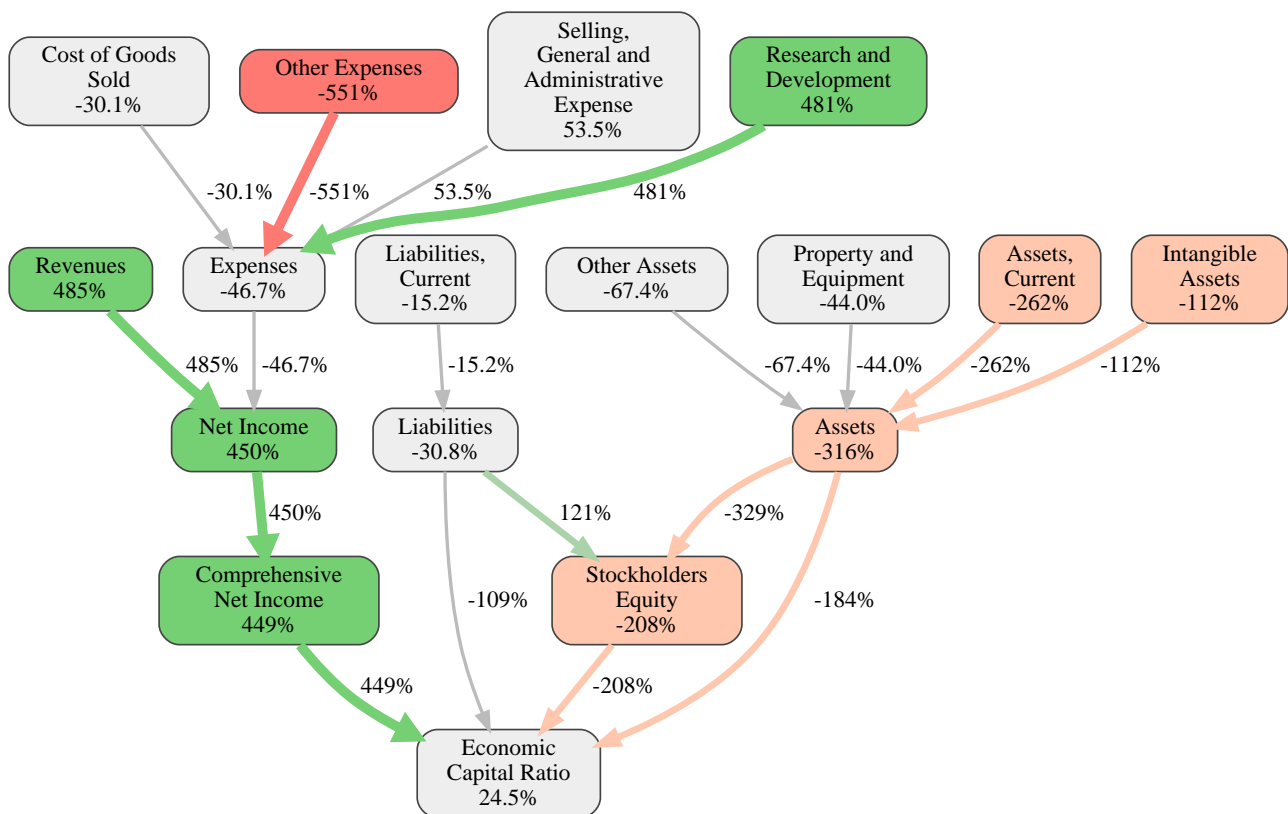 Cost of Goods
Sold
-30.1%
Other Expenses
-551%
Selling,
General and
Administrative
Expense
53.5%
Research and
Development
481%
-30.1%
-551%
53.5%
481%
Revenues
485%
Expenses
-46.7%
Liabilities,
Current
-15.2%
Other Assets
-67.4%
Property and
Equipment
-44.0%
Assets,
Current
-262%
Intangible
Assets
-112%
485%
-46.7%
-15.2%
-67.4%
-44.0%
-262%
-112%
Net Income
450%
Liabilities
-30.8%
Assets
-316%
450%
121%
-329%
Comprehensive
Net Income
449%
-109%
Stockholders
Equity
-208%
-184%
449%
-208%
Economic
Capital Ratio
24.5%